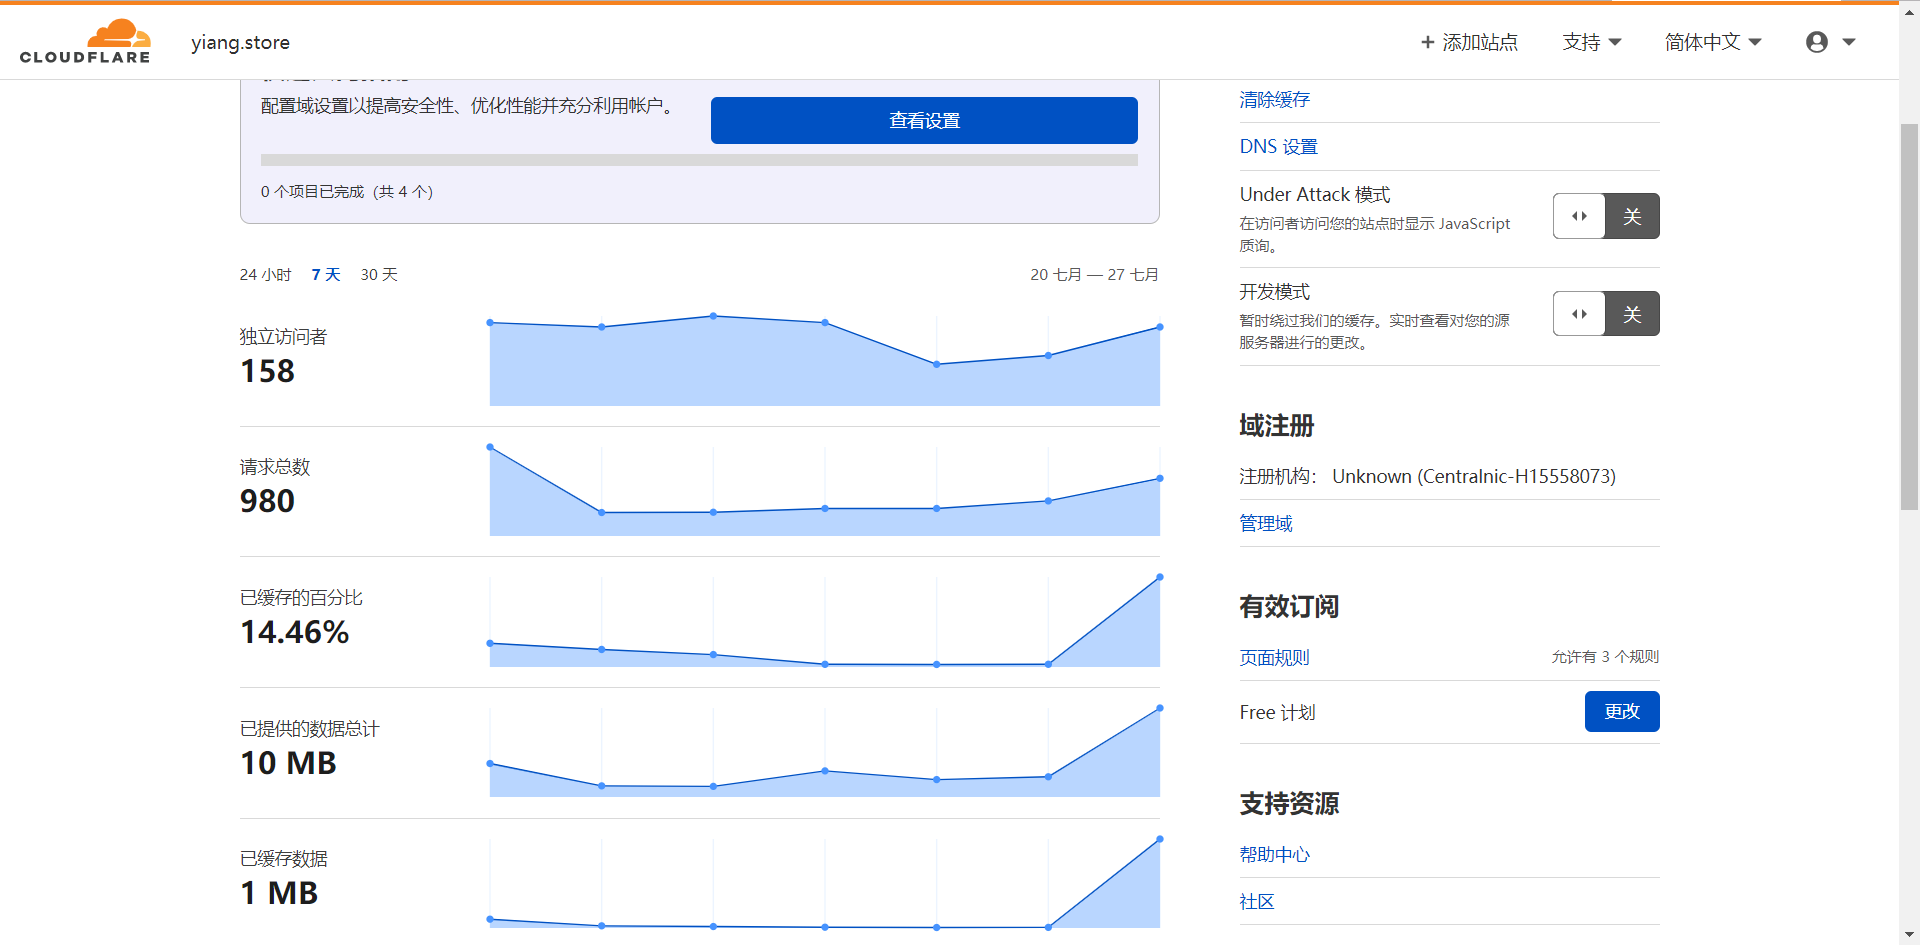 CLOUDFLARE
yiang.store
添加站点
支持
简体中文
配置域设置以提高安全性、优化性能并充分利用帐户。
查看设置
0 个项目已完成（共 4 个）
24 小时
7 天
30 天
20 七月 — 27 七月
独立访问者
158
请求总数
980
已缓存的百分比
14.46%
已提供的数据总计
10 MB
已缓存数据
1 MB
清除缓存
DNS 设置
Under Attack 模式
在访问者访问您的站点时显示 JavaScript
质询。
关
开发模式
暂时绕过我们的缓存。实时查看对您的源
服务器进行的更改。
关
域注册
注册机构： Unknown (Centralnic-H15558073)
管理域
有效订阅
页面规则
允许有 3 个规则
Free 计划
更改
支持资源
帮助中心
社区